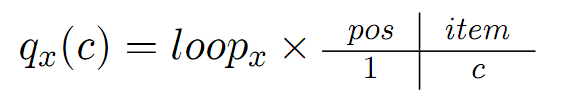 q_x(c) = loop_x × pos item
1 c